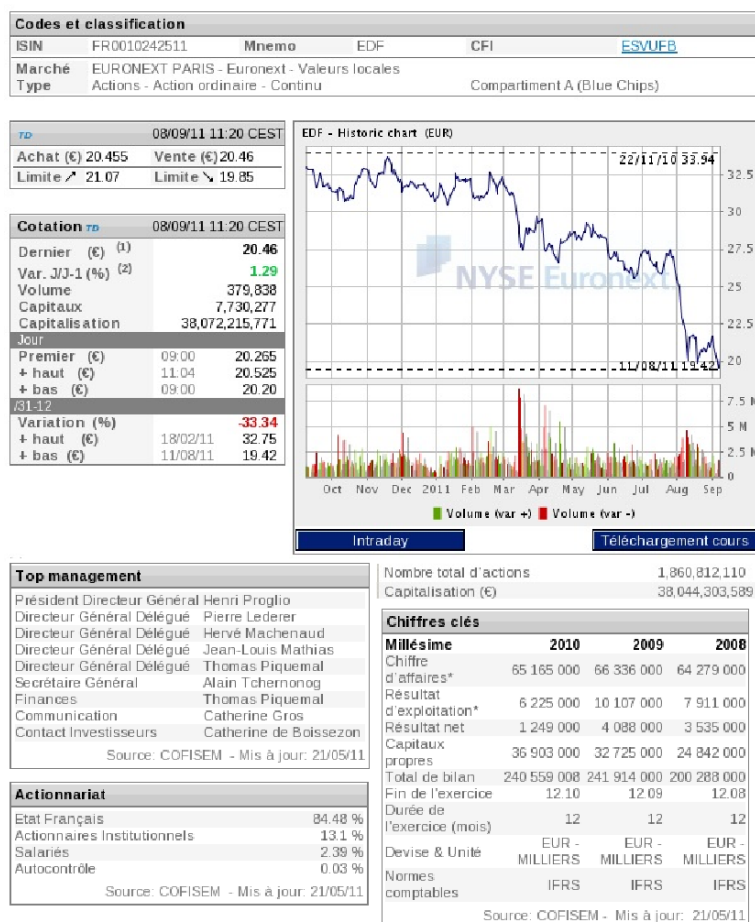 Codes et classification
ISIN FR0010242511 Mnemo EDF CFI ESVUFB
Marché EURONEXT PARIS - Euronext - Valeurs locales
Type Actions - Action ordinaire - Continu Compartiment A (Blue Chips)
TD 08/09/11 11:20 CEST
Achat (€) 20.455 Vente (€) 20.46
Limite ↗ 21.07 Limite ↘ 19.85
Cotation TD 08/09/11 11:20 CEST
Dernier (€) (1) 20.46
Var. J/J-1 (%) (2) 1.29
Volume 379,838
Capitaux 7,730,277
Capitalisation 38,072,215,771
Jour
Premier (€) 09:00 20.265
+ haut (€) 11:04 20.525
+ bas (€) 09:00 20.20
/31-12
Variation (%) -33.34
+ haut (€) 18/02/11 32.75
+ bas (€) 11/08/11 19.42
EDF - Historic chart (EUR)
22/11/10 33.94
32.5
30
27.5
NYSE Euronext
25
22.5
20
11/08/11 19.42
7.5 M
5 M
2.5 M
0
Oct Nov Dec 2011 Feb Mar Apr May Jun Jul Aug Sep
Volume (var +) Volume (var -)
Intraday Téléchargement cours
Top management
Président Directeur Général Henri Proglio
Directeur Général Délégué Pierre Lederer
Directeur Général Délégué Hervé Machenaud
Directeur Général Délégué Jean-Louis Mathias
Directeur Général Délégué Thomas Piquemal
Secrétaire Général Alain Tchernonog
Finances Thomas Piquemal
Communication Catherine Gros
Contact Investisseurs Catherine de Boissezon
Source: COFISEM - Mis à jour: 21/05/11
Actionnariat
Etat Français 84.48 %
Actionnaires Institutionnels 13.1 %
Salariés 2.39 %
Autocontrôle 0.03 %
Source: COFISEM - Mis à jour: 21/05/11
Nombre total d'actions 1,860,812,110
Capitalisation (€) 38,044,303,589
Chiffres clés
Millésime 2010 2009 2008
Chiffre
d'affaires* 65 165 000 66 336 000 64 279 000
Résultat
d'exploitation* 6 225 000 10 107 000 7 911 000
Résultat net 1 249 000 4 088 000 3 535 000
Capitaux
propres 36 903 000 32 725 000 24 842 000
Total de bilan 240 559 008 241 914 000 200 288 000
Fin de l'exercice 12.10 12.09 12.08
Durée de
l'exercice (mois) 12 12 12
Devise & Unité EUR - MILLIERS EUR - MILLIERS EUR - MILLIERS
Normes
comptables IFRS IFRS IFRS
Source: COFISEM - Mis à jour: 21/05/11